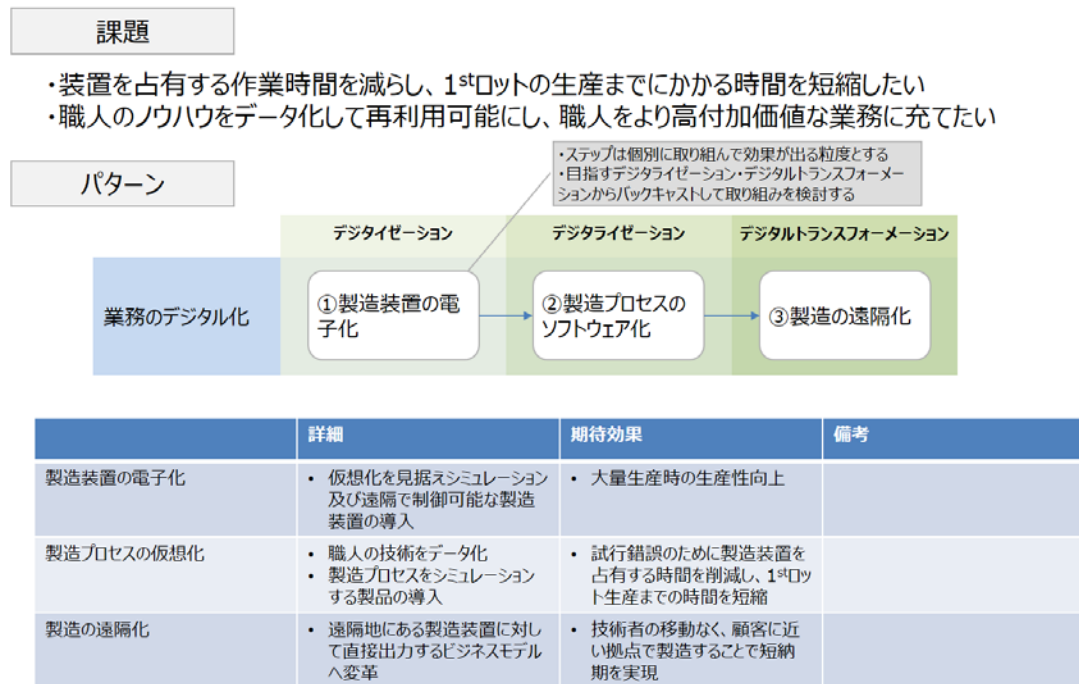 課題
・装置を占有する作業時間を減らし、1stロットの生産までにかかる時間を短縮したい
・職人のノウハウをデータ化して再利用可能にし、職人をより高付加価値な業務に充てたい
パターン
・ステップは個別に取り組んで効果が出る粒度とする
・目指すデジタライゼーション・デジタルトランスフォーメー
ションからバックキャストして取り組みを検討する
デジタイゼーション
デジタライゼーション
デジタルトランスフォーメーション
業務のデジタル化
①製造装置の電
子化
②製造プロセスの
ソフトウェア化
③製造の遠隔化
詳細
期待効果
備考
製造装置の電子化
• 仮想化を見据えシミュレーション
及び遠隔で制御可能な製造
装置の導入
• 大量生産時の生産性向上
製造プロセスの仮想化
• 職人の技術をデータ化
• 製造プロセスをシミュレーション
する製品の導入
• 試行錯誤のために製造装置を
占有する時間を削減し、1stロッ
ト生産までの時間を短縮
製造の遠隔化
• 遠隔地にある製造装置に対し
て直接出力するビジネスモデル
へ変革
• 技術者の移動なく、顧客に近
い拠点で製造することで短納
期を実現